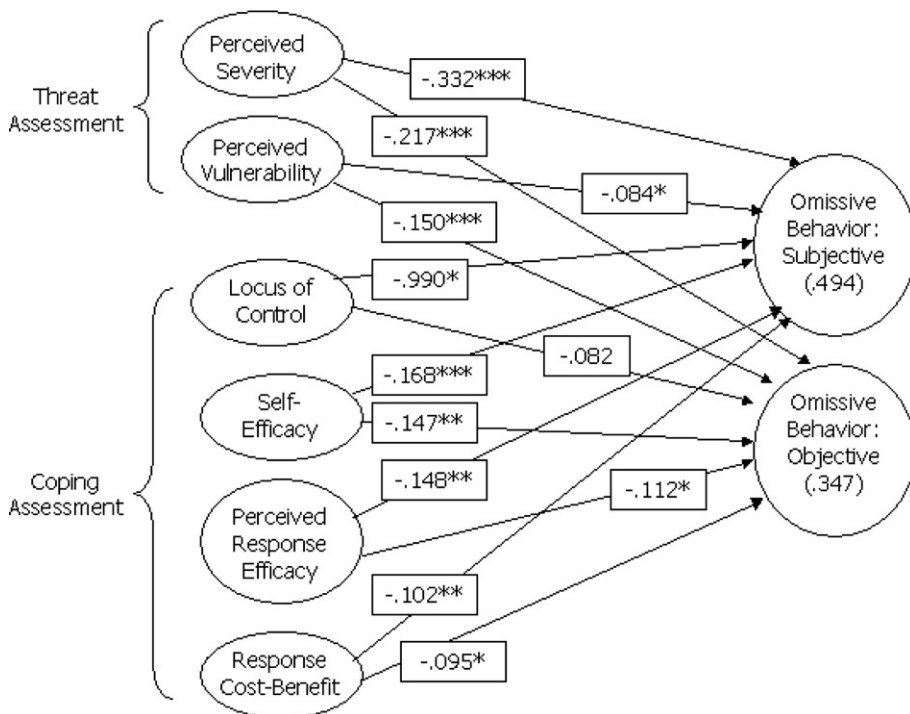 Threat
Assessment
Perceived
Severity
Perceived
Vulnerability
-.332***
-.217***
-.084*
-.150***
Coping
Assessment
Locus of
Control
Self-
Efficacy
Perceived
Response
Efficacy
Response
Cost-Benefit
-.990*
-.082
-.168***
-.147**
-.148**
-.112*
-.102**
-.095*
Omissive
Behavior:
Subjective
(.494)
Omissive
Behavior:
Objective
(.347)